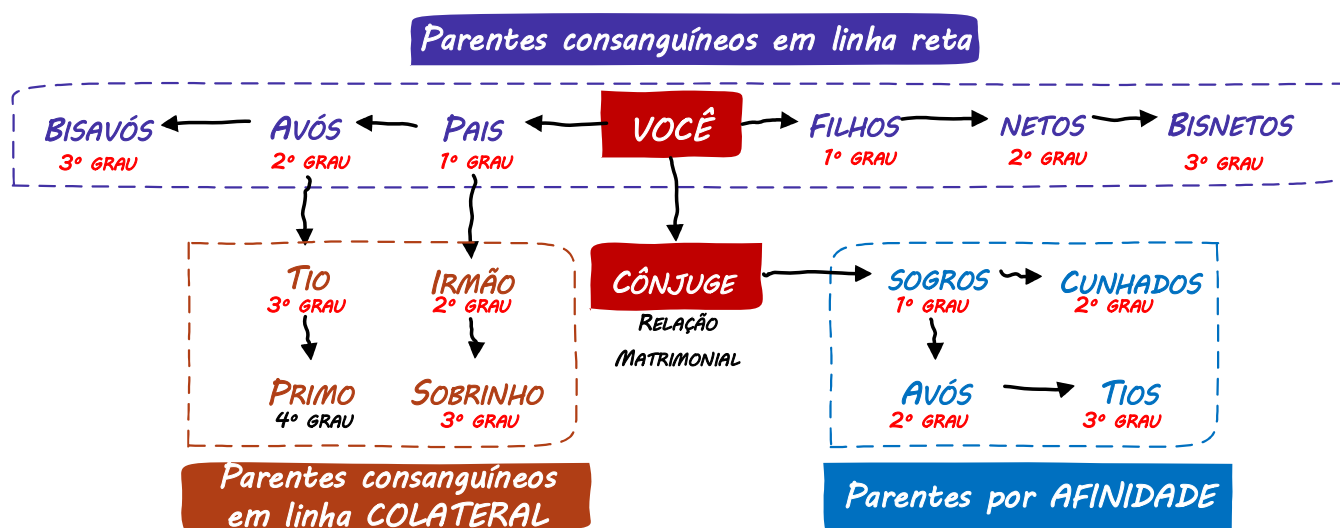 Parentes consanguíneos em linha reta
BISAVÓS
3º GRAU
AVÓS
2º GRAU
PAIS
1º GRAU
VOCÊ
FILHOS
1º GRAU
NETOS
2º GRAU
BISNETOS
3º GRAU
TIO
3º GRAU
IRMÃO
2º GRAU
PRIMO
4º GRAU
SOBRINHO
3º GRAU
Parentes consanguíneos
em linha COLATERAL
CÔNJUGE
RELAÇÃO
MATRIMONIAL
SOGROS
1º GRAU
CUNHADOS
2º GRAU
AVÓS
2º GRAU
TIOS
3º GRAU
Parentes por AFINIDADE